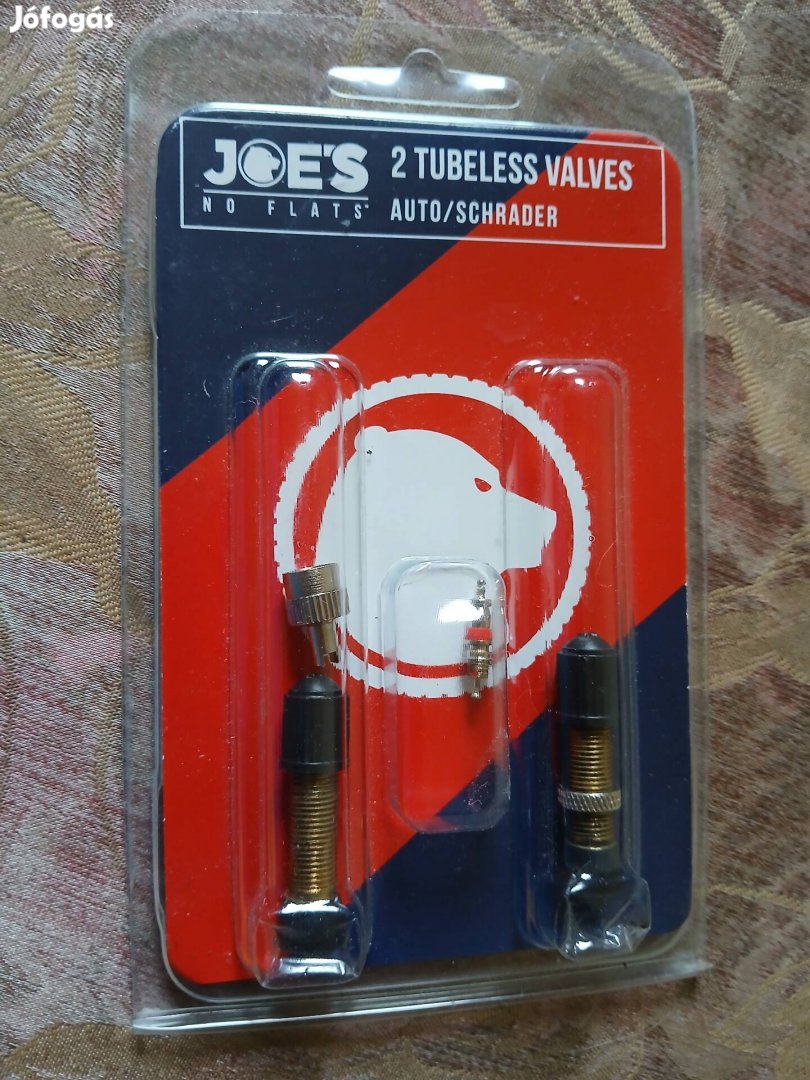 Jófogás
JOE'S
NO FLATS
2 TUBELESS VALVES
AUTO/SCHRADER